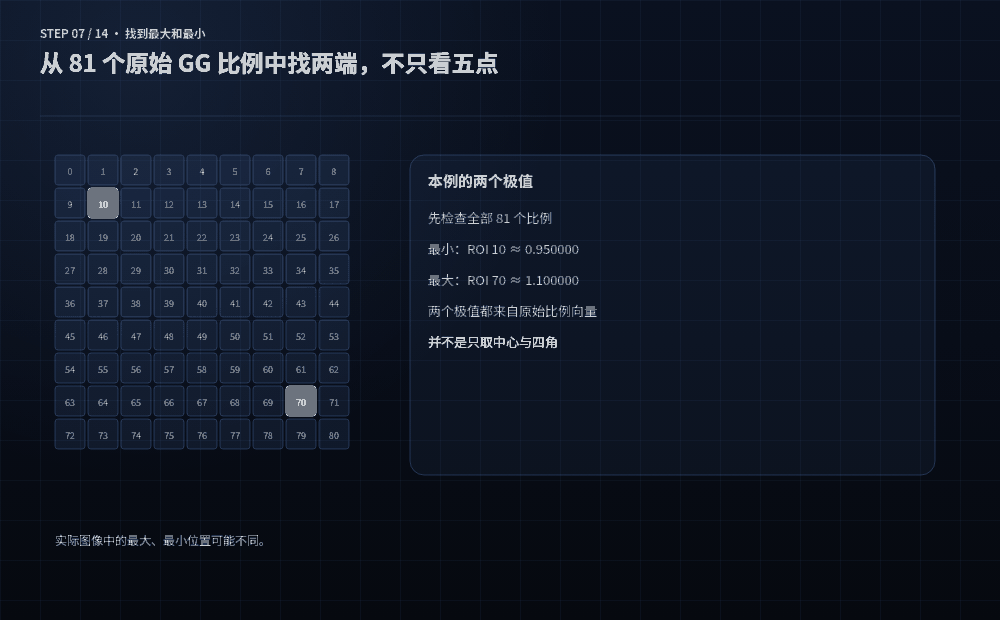 STEP 07 / 14 · 找到最大和最小
从 81 个原始 GG 比例中找两端，不只看五点
0 1 2 3 4 5 6 7 8
9 10 11 12 13 14 15 16 17
18 19 20 21 22 23 24 25 26
27 28 29 30 31 32 33 34 35
36 37 38 39 40 41 42 43 44
45 46 47 48 49 50 51 52 53
54 55 56 57 58 59 60 61 62
63 64 65 66 67 68 69 70 71
72 73 74 75 76 77 78 79 80
本例的两个极值
先检查全部 81 个比例
最小：ROI 10 ≈ 0.950000
最大：ROI 70 ≈ 1.100000
两个极值都来自原始比例向量
并不是只取中心与四角
实际图像中的最大、最小位置可能不同。